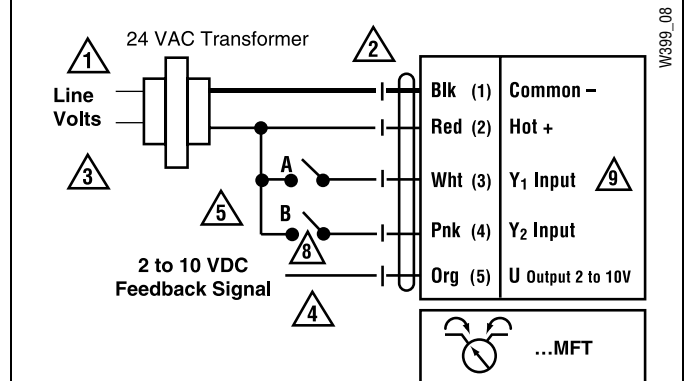 W399_08
24 VAC Transformer
1
2
Line
Volts
3
Blk (1) Common –
Red (2) Hot +
A
Wht (3) Y₁ Input 9
5
B
8
Pnk (4) Y₂ Input
2 to 10 VDC
Feedback Signal
4
Org (5) U Output 2 to 10V
...MFT